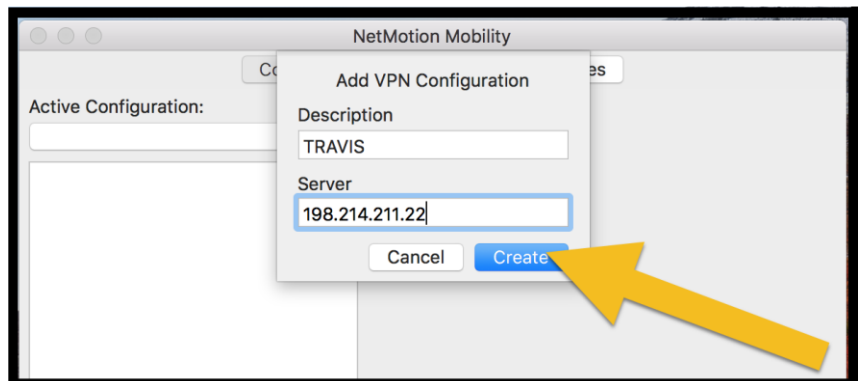 NetMotion Mobility
Add VPN Configuration
Active Configuration:
Description
TRAVIS
Server
198.214.211.22
Cancel
Create